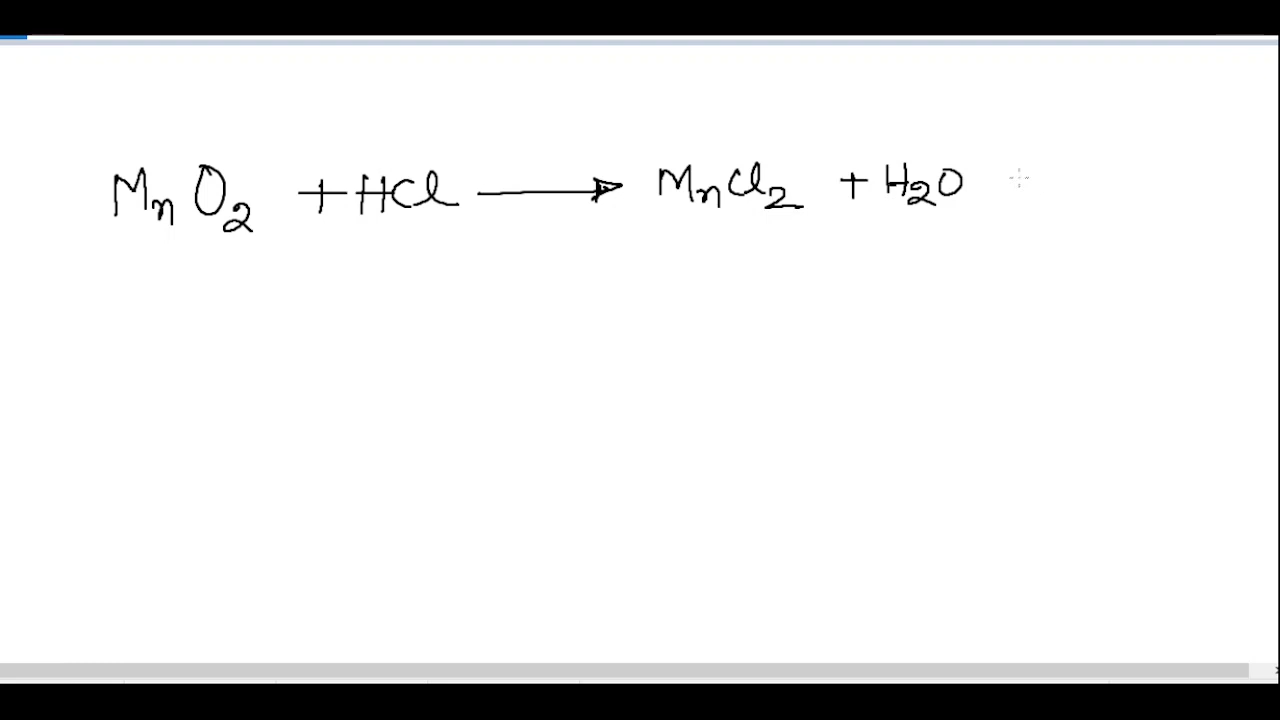 MnO2 + HCl → MnCl2 + H2O